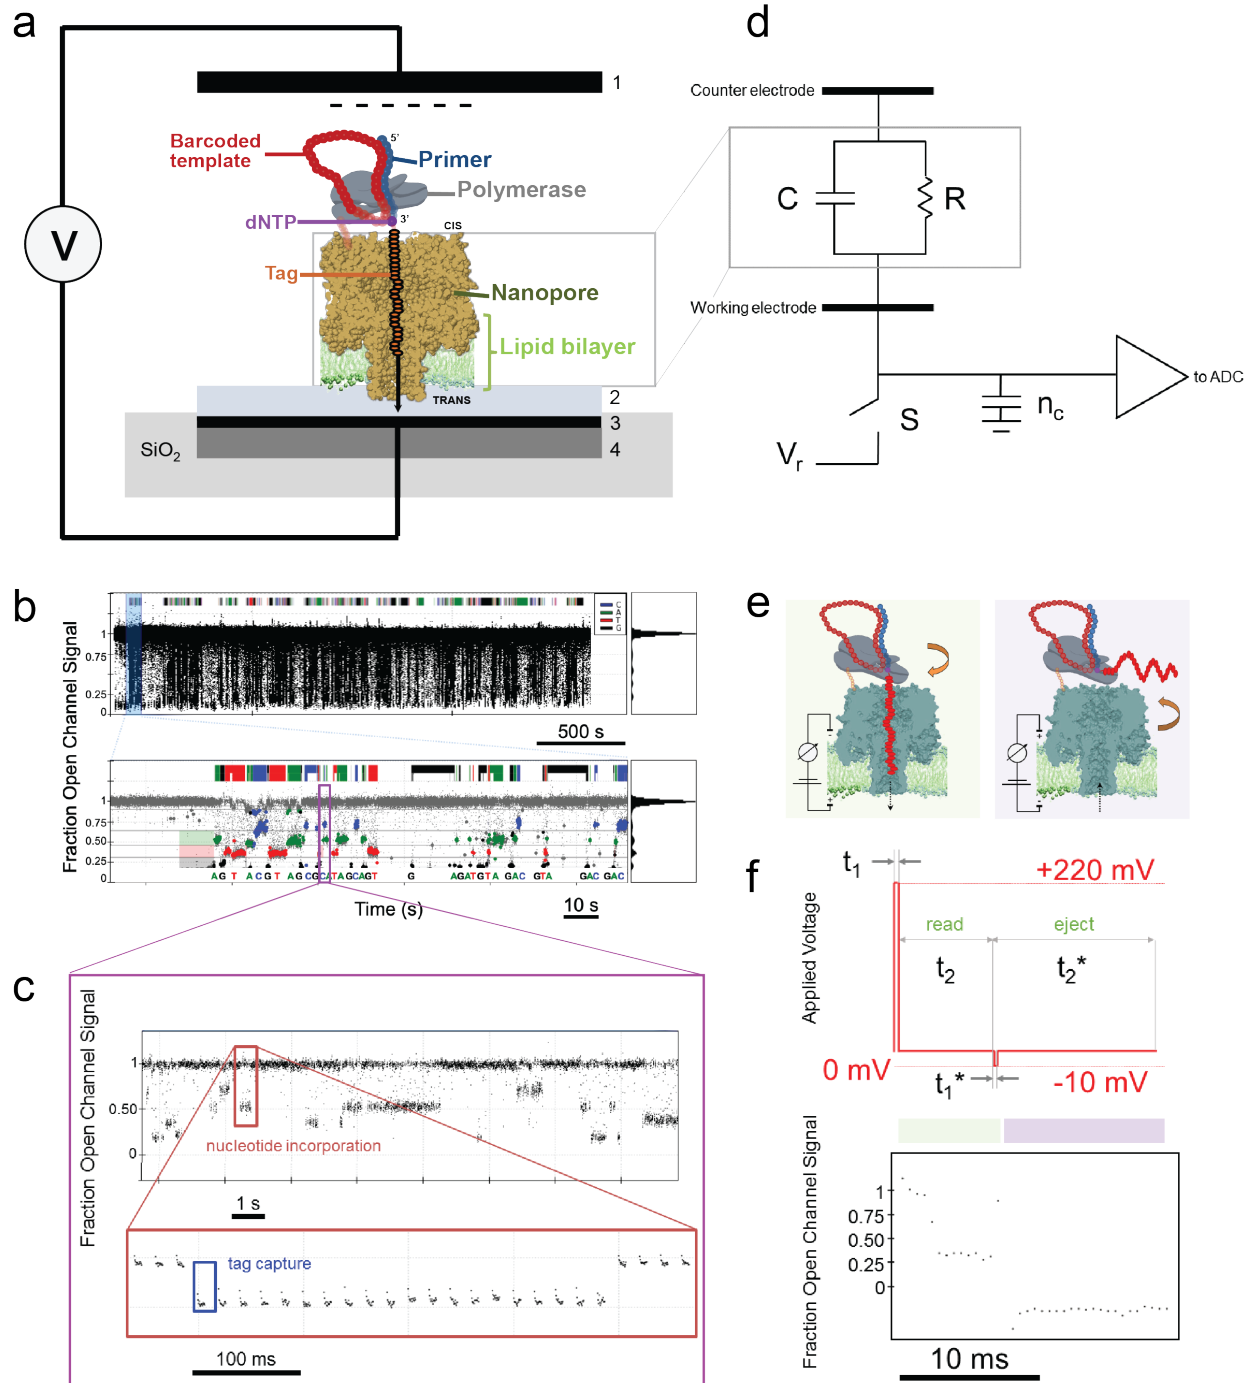 a
1
Barcoded
template
5'
Primer
Polymerase
dNTP
3'
CIS
V
Tag
Nanopore
Lipid bilayer
TRANS
2
3
SiO2
4
d
Counter electrode
C
R
Working electrode
to ADC
nc
S
Vr
b
Fraction Open Channel Signal
1
0.75
0.25
0
C
A
T
G
500 s
Fraction Open Channel Signal
1
0.75
0.50
0.25
AG T ACGT AGCGCATAGCAGT G AGATGTA GAC GTA GAC GAC
Time (s)
10 s
c
Fraction Open Channel Signal
1
0.50
0
nucleotide incorporation
1 s
tag capture
100 ms
e
f
t1
+220 mV
Applied Voltage
read
eject
t2
t2*
0 mV
t1*
-10 mV
Fraction Open Channel Signal
1
0.75
0.50
0.25
0
10 ms